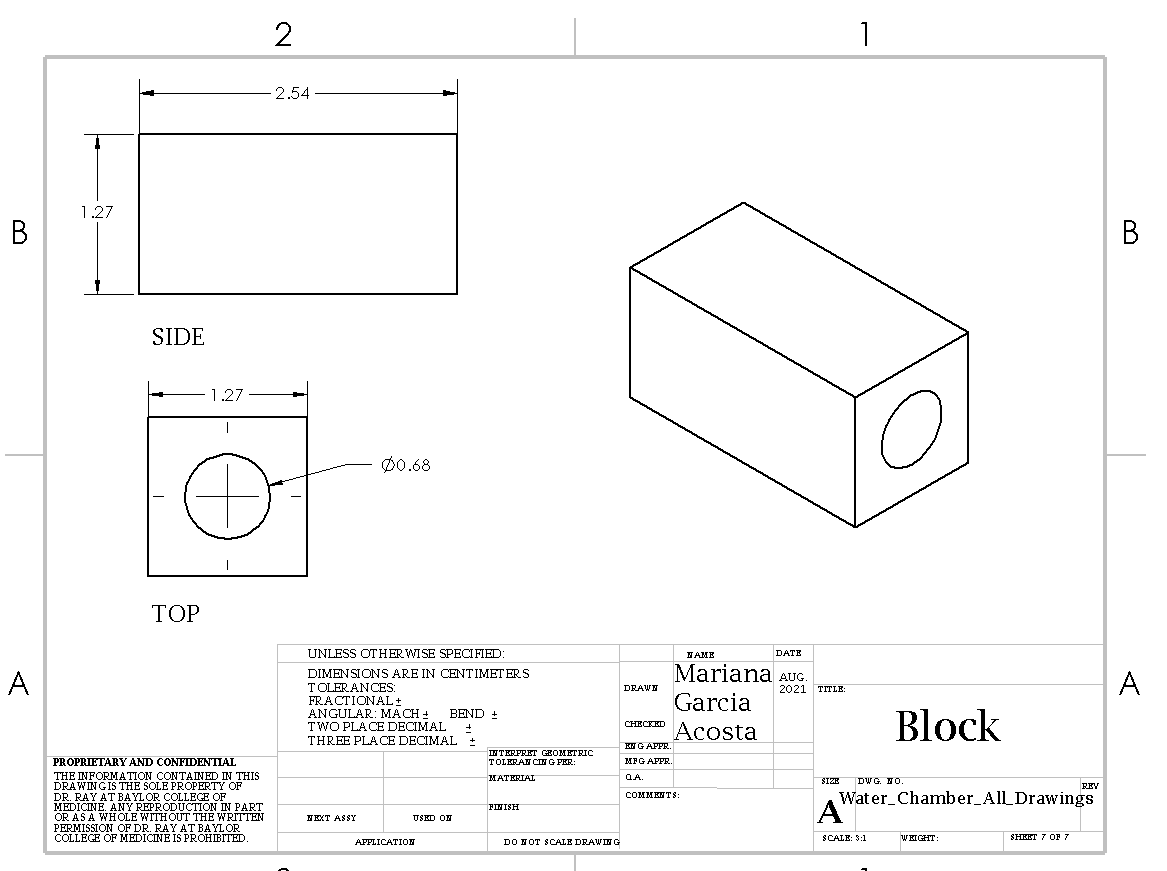 2 1
2.54
1.27
B B
SIDE
1.27
Ø0.68
TOP
A A
UNLESS OTHERWISE SPECIFIED:
DIMENSIONS ARE IN CENTIMETERS
TOLERANCES:
FRACTIONAL ±
ANGULAR: MACH ± BEND ±
TWO PLACE DECIMAL ±
THREE PLACE DECIMAL ±
INTERPRET GEOMETRIC
TOLERANCING PER:
MATERIAL
FINISH
NEXT ASSY USED ON
APPLICATION
DO NOT SCALE DRAWING
PROPRIETARY AND CONFIDENTIAL
THE INFORMATION CONTAINED IN THIS
DRAWING IS THE SOLE PROPERTY OF
DR. RAY AT BAYLOR COLLEGE OF
MEDICINE. ANY REPRODUCTION IN PART
OR AS A WHOLE WITHOUT THE WRITTEN
PERMISSION OF DR. RAY AT BAYLOR
COLLEGE OF MEDICINE IS PROHIBITED.
NAME DATE
DRAWN
Mariana
Garcia
Acosta
AUG.
2021
CHECKED
ENG APPR.
MFG APPR.
Q.A.
COMMENTS:
TITLE:
Block
SIZE DWG. NO. REV
A Water_Chamber_All_Drawings
SCALE: 3:1 WEIGHT: SHEET 7 OF 7